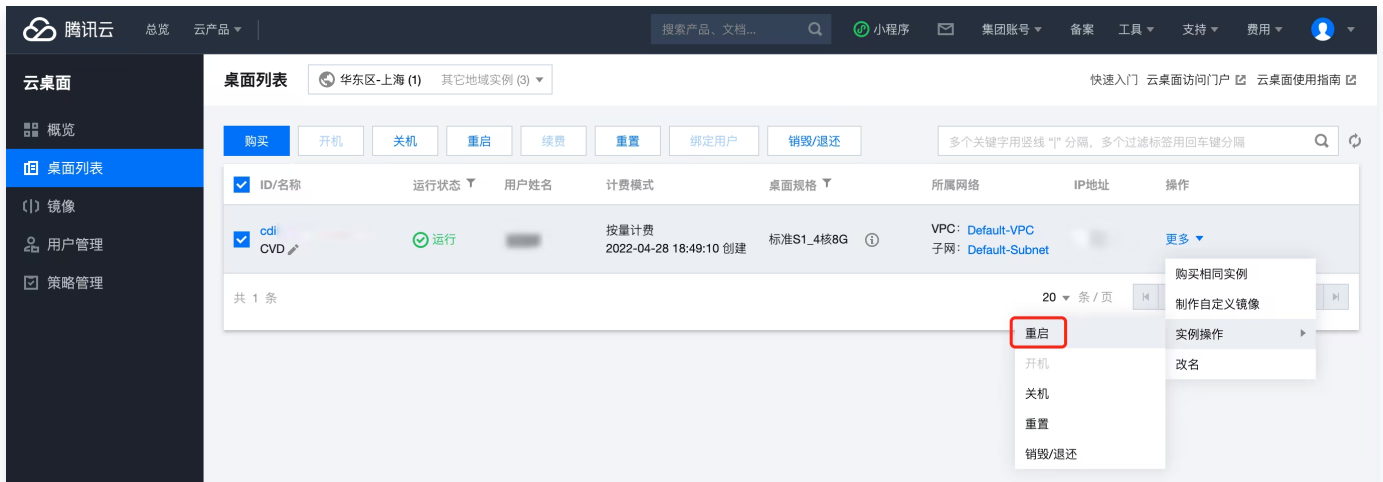 腾讯云 总览 云产品 搜索产品、文档... 小程序 集团账号 备案 工具 支持 费用
云桌面
概览
桌面列表
镜像
用户管理
策略管理
桌面列表 华东区-上海 (1) 其它地域实例 (3) 快速入门 云桌面访问门户 云桌面使用指南
购买 开机 关机 重启 续费 重置 绑定用户 销毁/退还 多个关键字用竖线 "|" 分隔，多个过滤标签用回车键分隔
ID/名称 运行状态 用户姓名 计费模式 桌面规格 所属网络 IP地址 操作
cdi
CVD
运行
按量计费
2022-04-28 18:49:10 创建
标准S1_4核8G
VPC：Default-VPC
子网：Default-Subnet
更多
共 1 条 20 条 / 页
购买相同实例
制作自定义镜像
实例操作
改名
重启
开机
关机
重置
销毁/退还